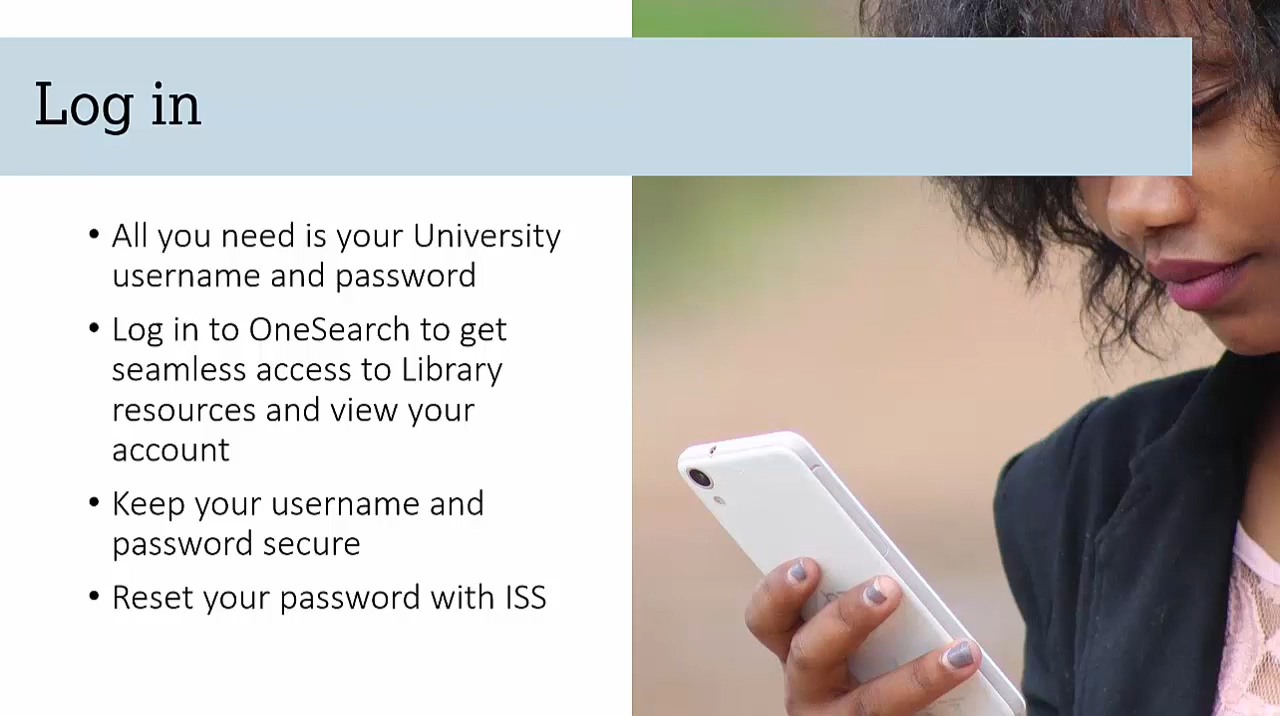 Log in
• All you need is your University
username and password
• Log in to OneSearch to get
seamless access to Library
resources and view your
account
• Keep your username and
password secure
• Reset your password with ISS